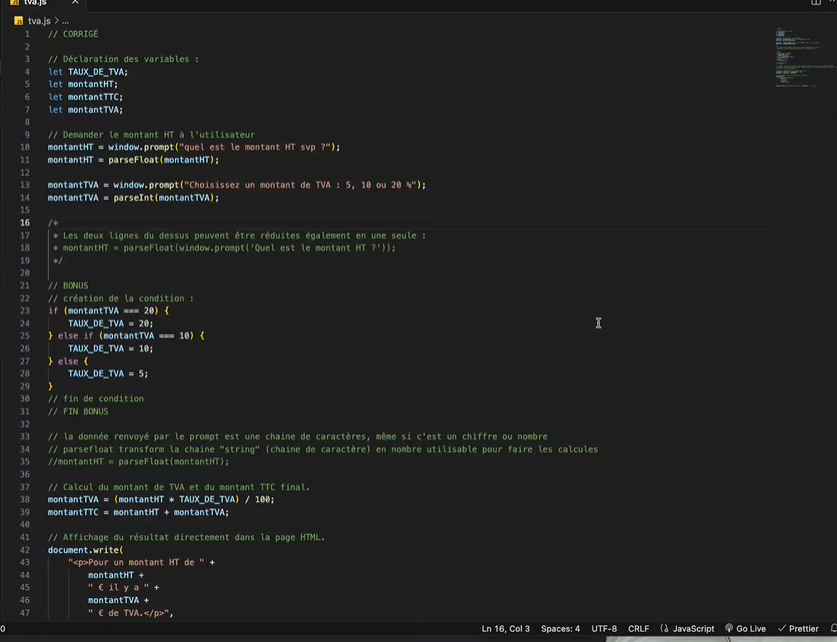 tva.js
tva.js > ...
1 // CORRIGÉ
2
3 // Déclaration des variables :
4 let TAUX_DE_TVA;
5 let montantHT;
6 let montantTTC;
7 let montantTVA;
8
9 // Demander le montant HT à l'utilisateur
10 montantHT = window.prompt("quel est le montant HT svp ?");
11 montantHT = parseFloat(montantHT);
12
13 montantTVA = window.prompt("Choisissez un montant de TVA : 5, 10 ou 20 %");
14 montantTVA = parseInt(montantTVA);
15
16 /*
17 * Les deux lignes du dessus peuvent être réduites également en une seule :
18 * montantHT = parseFloat(window.prompt('Quel est le montant HT ?'));
19 */
20
21 // BONUS
22 // création de la condition :
23 if (montantTVA === 20) {
24 TAUX_DE_TVA = 20;
25 } else if (montantTVA === 10) {
26 TAUX_DE_TVA = 10;
27 } else {
28 TAUX_DE_TVA = 5;
29 }
30 // fin de condition
31 // FIN BONUS
32
33 // la donnée renvoyé par le prompt est une chaine de caractères, même si c'est un chiffre ou nombre
34 // parsefloat transform la chaine "string" (chaine de caractère) en nombre utilisable pour faire les calcules
35 //montantHT = parseFloat(montantHT);
36
37 // Calcul du montant de TVA et du montant TTC final.
38 montantTVA = (montantHT * TAUX_DE_TVA) / 100;
39 montantTTC = montantHT + montantTVA;
40
41 // Affichage du résultat directement dans la page HTML.
42 document.write(
43 "<p>Pour un montant HT de " +
44 montantHT +
45 " € il y a " +
46 montantTVA +
47 " € de TVA.</p>",
0 Ln 16, Col 3 Spaces: 4 UTF-8 CRLF JavaScript Go Live Prettier